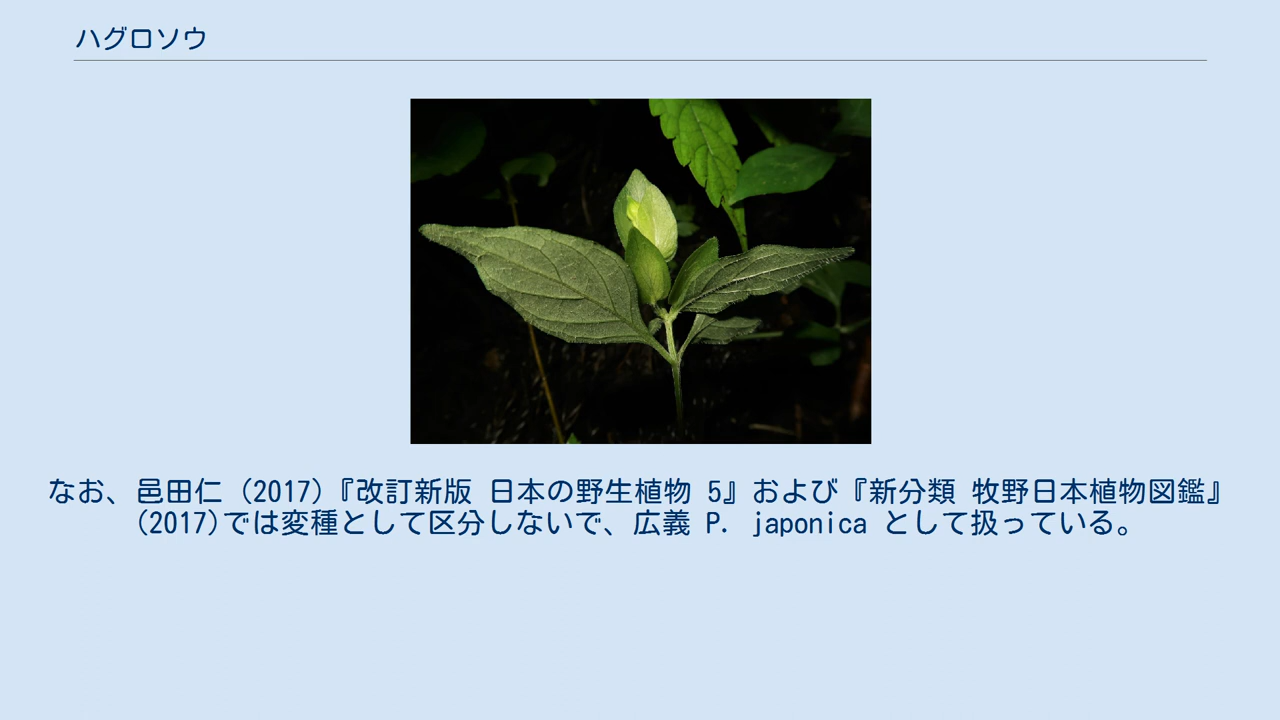 ハグロソウ
なお、邑田仁 (2017)『改訂新版 日本の野生植物 5』および『新分類 牧野日本植物図鑑』
(2017)では変種として区分しないで、広義 P. japonica として扱っている。